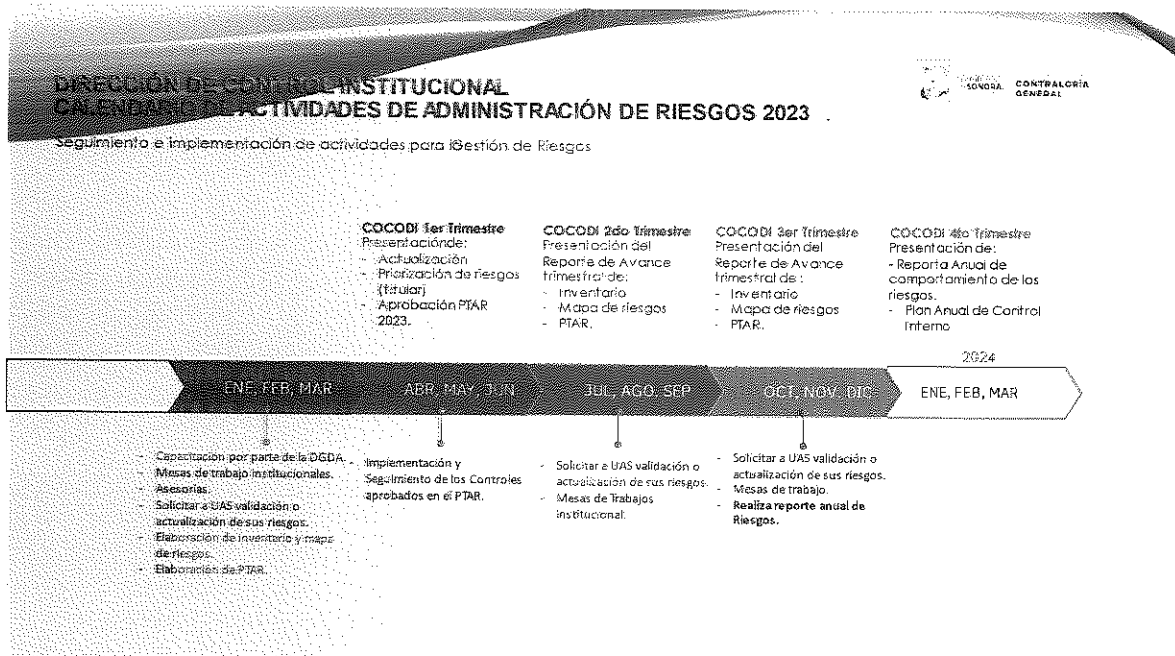 DIRECCIÓN DE CONTROL INSTITUCIONAL
CALENDARIO DE ACTIVIDADES DE ADMINISTRACIÓN DE RIESGOS 2023
Seguimiento e implementación de actividades para Gestión de Riesgos
SONORA
CONTRALORÍA
GENERAL
COCODI 1er Trimestre
Presentación de:
- Actualización
- Priorización de riesgos
(titular)
- Aprobación PTAR
2023.
COCODI 2do Trimestre
Presentación del
Reporte de Avance
trimestral de:
- Inventario
- Mapa de riesgos
- PTAR.
COCODI 3er Trimestre
Presentación del
Reporte de Avance
trimestral de :
- Inventario
- Mapa de riesgos
- PTAR.
COCODI 4to Trimestre
Presentación de:
- Reporta Anual de
comportamiento de los
riesgos.
- Plan Anual de Control
Interno
2024
ENE, FEB, MAR
ABR, MAY, JUN
JUL, AGO, SEP
OCT, NOV, DIC
ENE, FEB, MAR
- Capacitación por parte de la DGDA.
- Mesas de trabajo institucionales.
Asesorías.
- Solicitar a UAS validación o
actualización de sus riesgos.
- Elaboración de inventario y mapa
de riesgos.
- Elaboración de PTAR.
- Implementación y
Seguimiento de los Controles
aprobados en el PTAR.
- Solicitar a UAS validación o
actualización de sus riesgos.
- Mesas de Trabajos
institucional.
- Solicitar a UAS validación o
actualización de sus riesgos.
- Mesas de trabajo.
- Realiza reporte anual de
Riesgos.